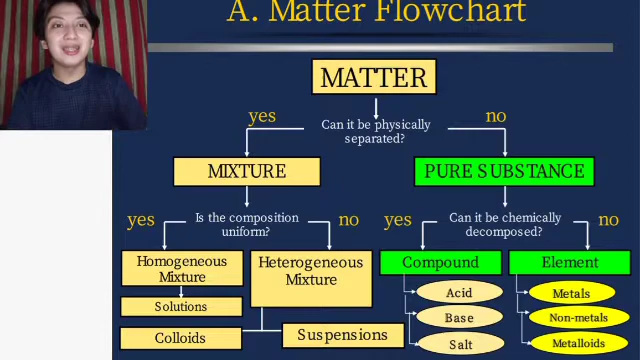 A. Matter Flowchart
MATTER
yes
no
Can it be physically
separated?
MIXTURE
PURE SUBSTANCE
yes
Is the composition
uniform?
no
yes
Can it be chemically
decomposed?
no
Homogeneous
Mixture
Heterogeneous
Mixture
Compound
Element
Solutions
Colloids
Suspensions
Acid
Base
Salt
Metals
Non-metals
Metalloids